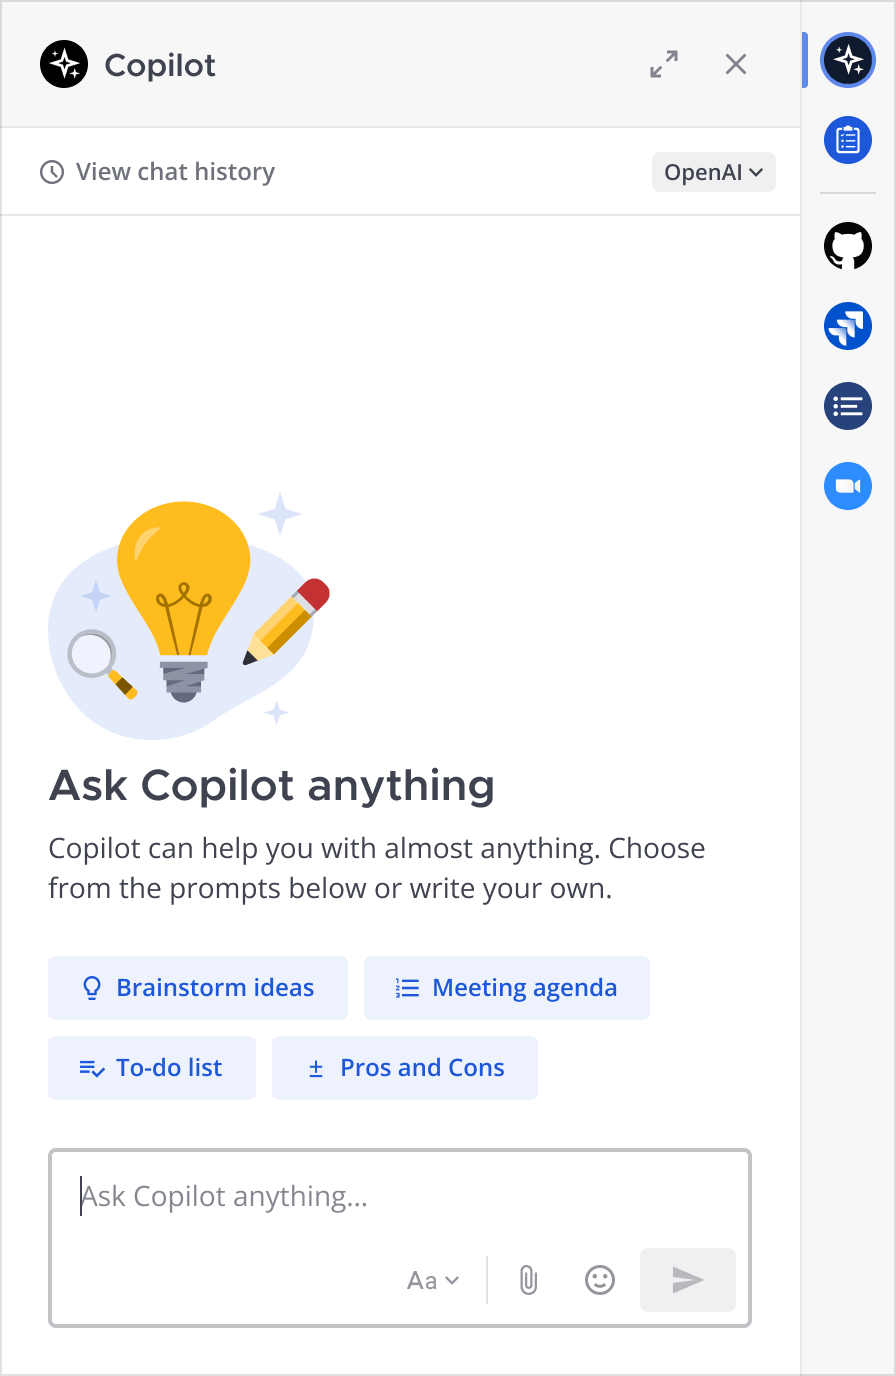 Copilot
View chat history
OpenAI
Ask Copilot anything
Copilot can help you with almost anything. Choose
from the prompts below or write your own.
Brainstorm ideas
Meeting agenda
To-do list
Pros and Cons
Ask Copilot anything...
Aa